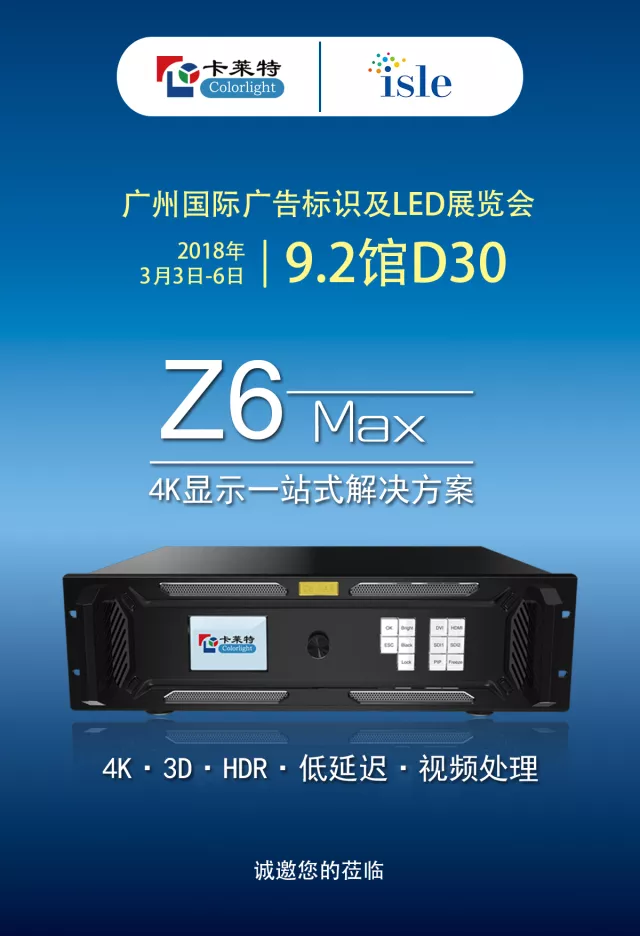 卡莱特
Colorlight
isle
广州国际广告标识及LED展览会
2018年
3月3日-6日
9.2馆D30
Z6 Max
4K显示一站式解决方案
卡莱特
Colorlight
OK Bright DVI HDMI
ESC Black SDI1 SDI2
Lock PIP Freeze
4K·3D·HDR·低延迟·视频处理
诚邀您的莅临